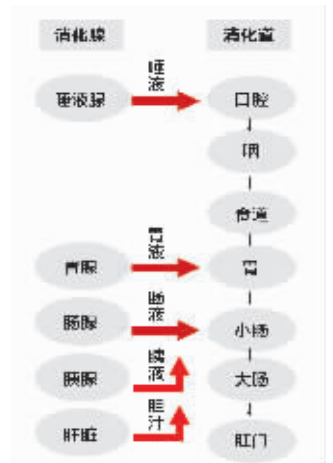 消化腺 消化道
唾液腺 唾液 口腔
咽
食道
胃腺 胃液 胃
肠腺 肠液 小肠
胰腺 胰液 大肠
肝脏 胆汁 肛门